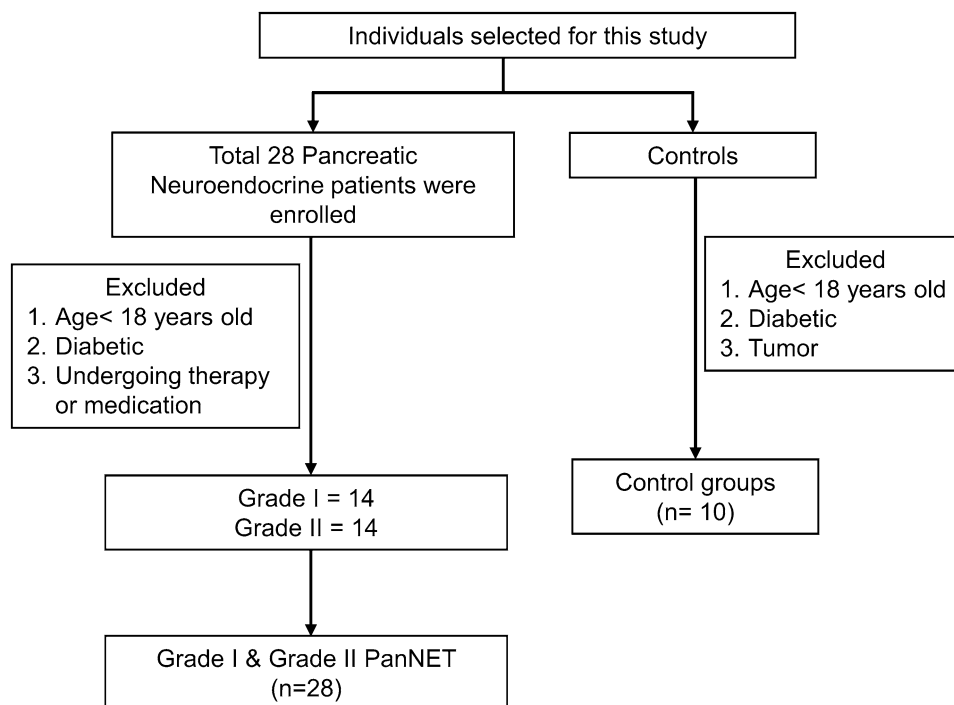 Individuals selected for this study
Total 28 Pancreatic
Neuroendocrine patients were
enrolled
Controls
Excluded
1. Age< 18 years old
2. Diabetic
3. Undergoing therapy
or medication
Excluded
1. Age< 18 years old
2. Diabetic
3. Tumor
Grade I = 14
Grade II = 14
Control groups
(n= 10)
Grade I & Grade II PanNET
(n=28)